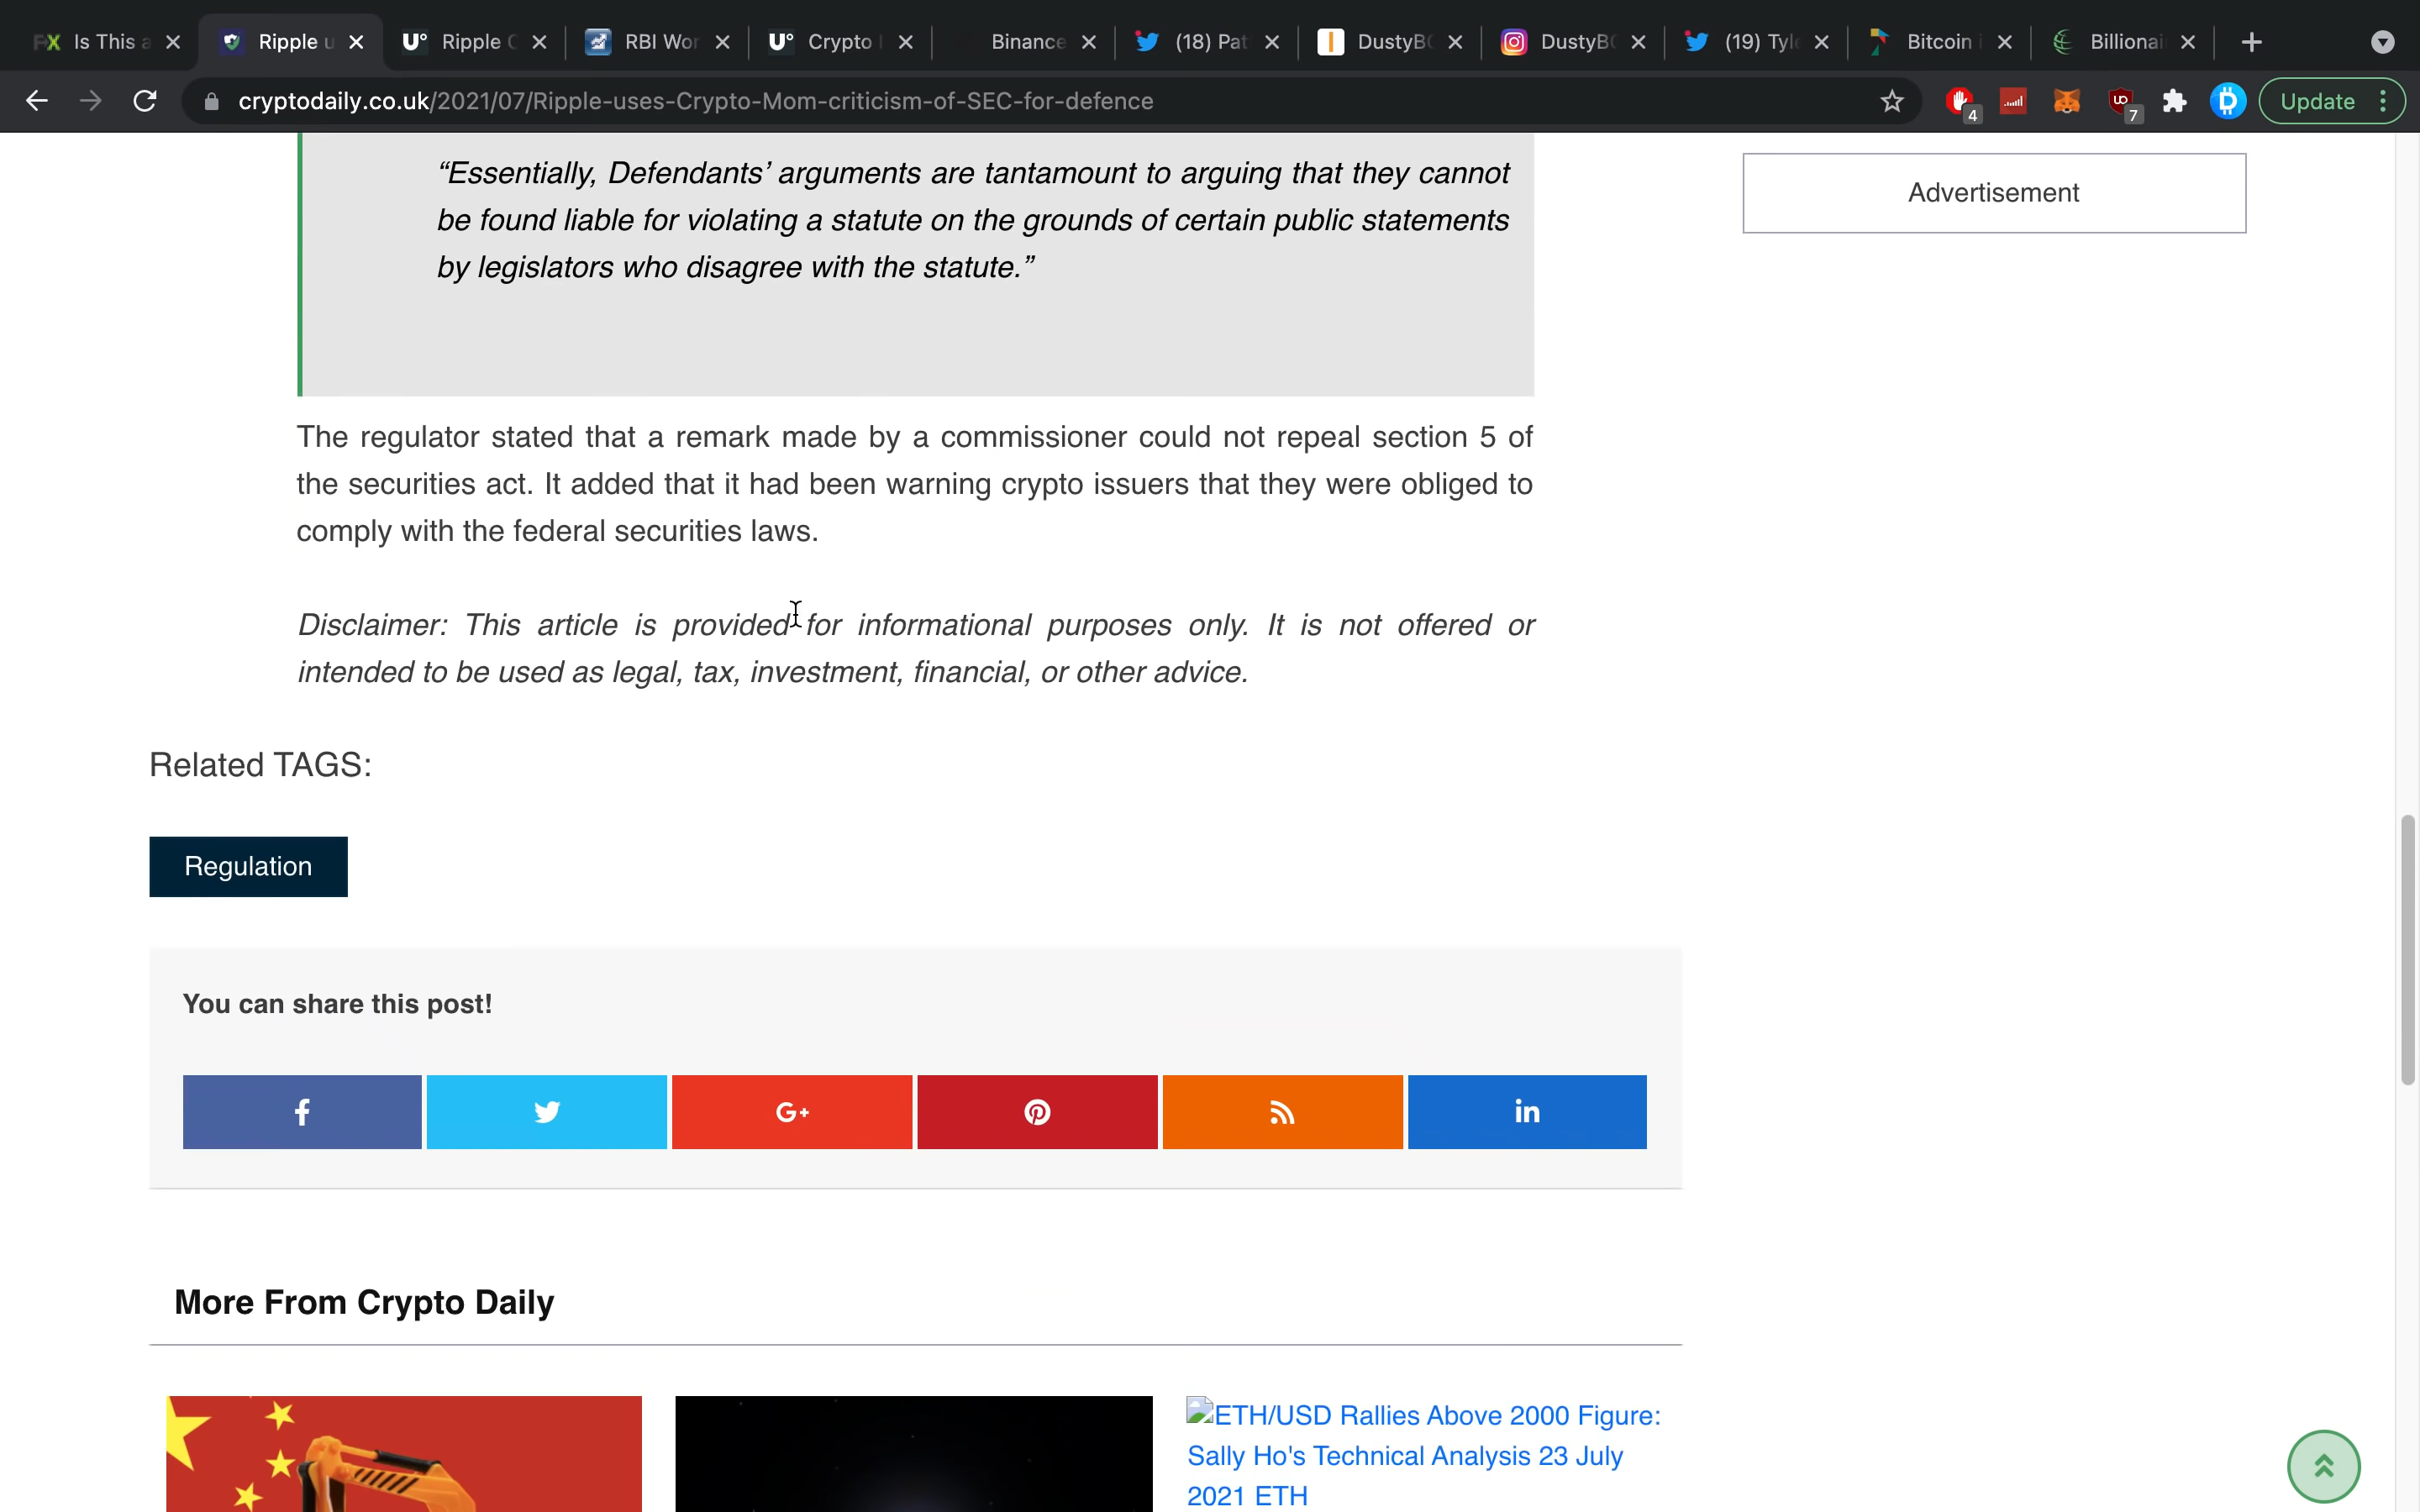 Is This a
Ripple u
Ripple C
RBI Wor
Crypto
Binance
(18) Pat
DustyBC
DustyBC
(19) Tyl
Bitcoin i
Billionai
cryptodaily.co.uk/2021/07/Ripple-uses-Crypto-Mom-criticism-of-SEC-for-defence
4
7
Update
“Essentially, Defendants’ arguments are tantamount to arguing that they cannot
be found liable for violating a statute on the grounds of certain public statements
by legislators who disagree with the statute.”
Advertisement
The regulator stated that a remark made by a commissioner could not repeal section 5 of
the securities act. It added that it had been warning crypto issuers that they were obliged to
comply with the federal securities laws.
Disclaimer: This article is provided for informational purposes only. It is not offered or
intended to be used as legal, tax, investment, financial, or other advice.
Related TAGS:
Regulation
You can share this post!
G+
in
More From Crypto Daily
ETH/USD Rallies Above 2000 Figure:
Sally Ho's Technical Analysis 23 July
2021 ETH